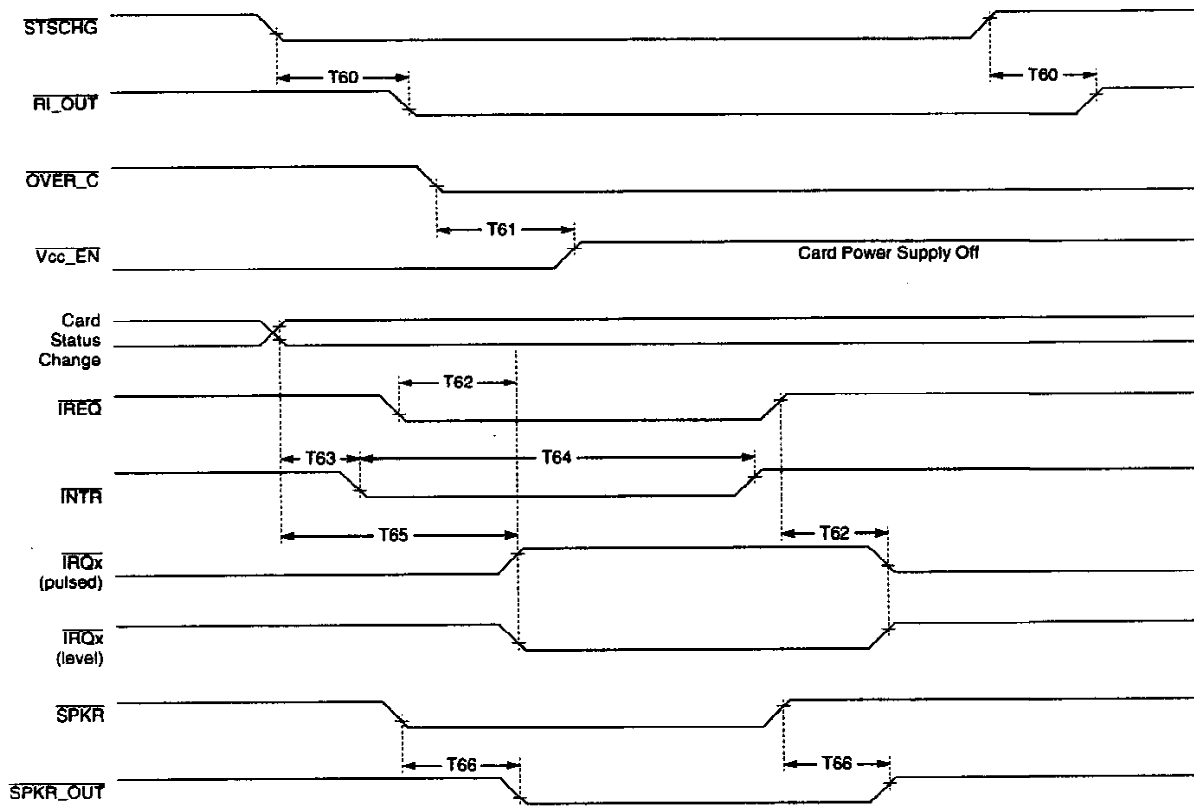 STSCHG
T60
T60
RI_OUT
OVER_C
T61
Vcc_EN
Card Power Supply Off
Card
Status
Change
T62
IREQ
T63
T64
INTR
T65
T62
IRQx
(pulsed)
IRQx
(level)
SPKR
T66
T66
SPKR_OUT